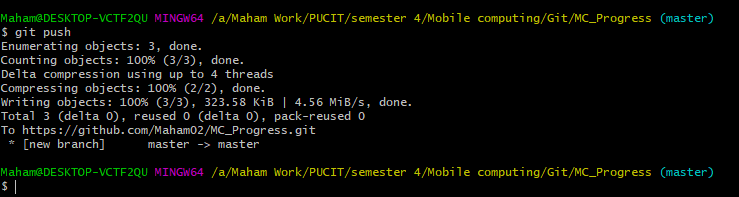 Maham@DESKTOP-VCTF2QU MINGW64 /a/Maham Work/PUCIT/semester 4/Mobile computing/Git/MC_Progress (master)
$ git push
Enumerating objects: 3, done.
Counting objects: 100% (3/3), done.
Delta compression using up to 4 threads
Compressing objects: 100% (2/2), done.
Writing objects: 100% (3/3), 323.58 KiB | 4.56 MiB/s, done.
Total 3 (delta 0), reused 0 (delta 0), pack-reused 0
To https://github.com/Maham02/MC_Progress.git
 * [new branch]      master -> master
Maham@DESKTOP-VCTF2QU MINGW64 /a/Maham Work/PUCIT/semester 4/Mobile computing/Git/MC_Progress (master)
$